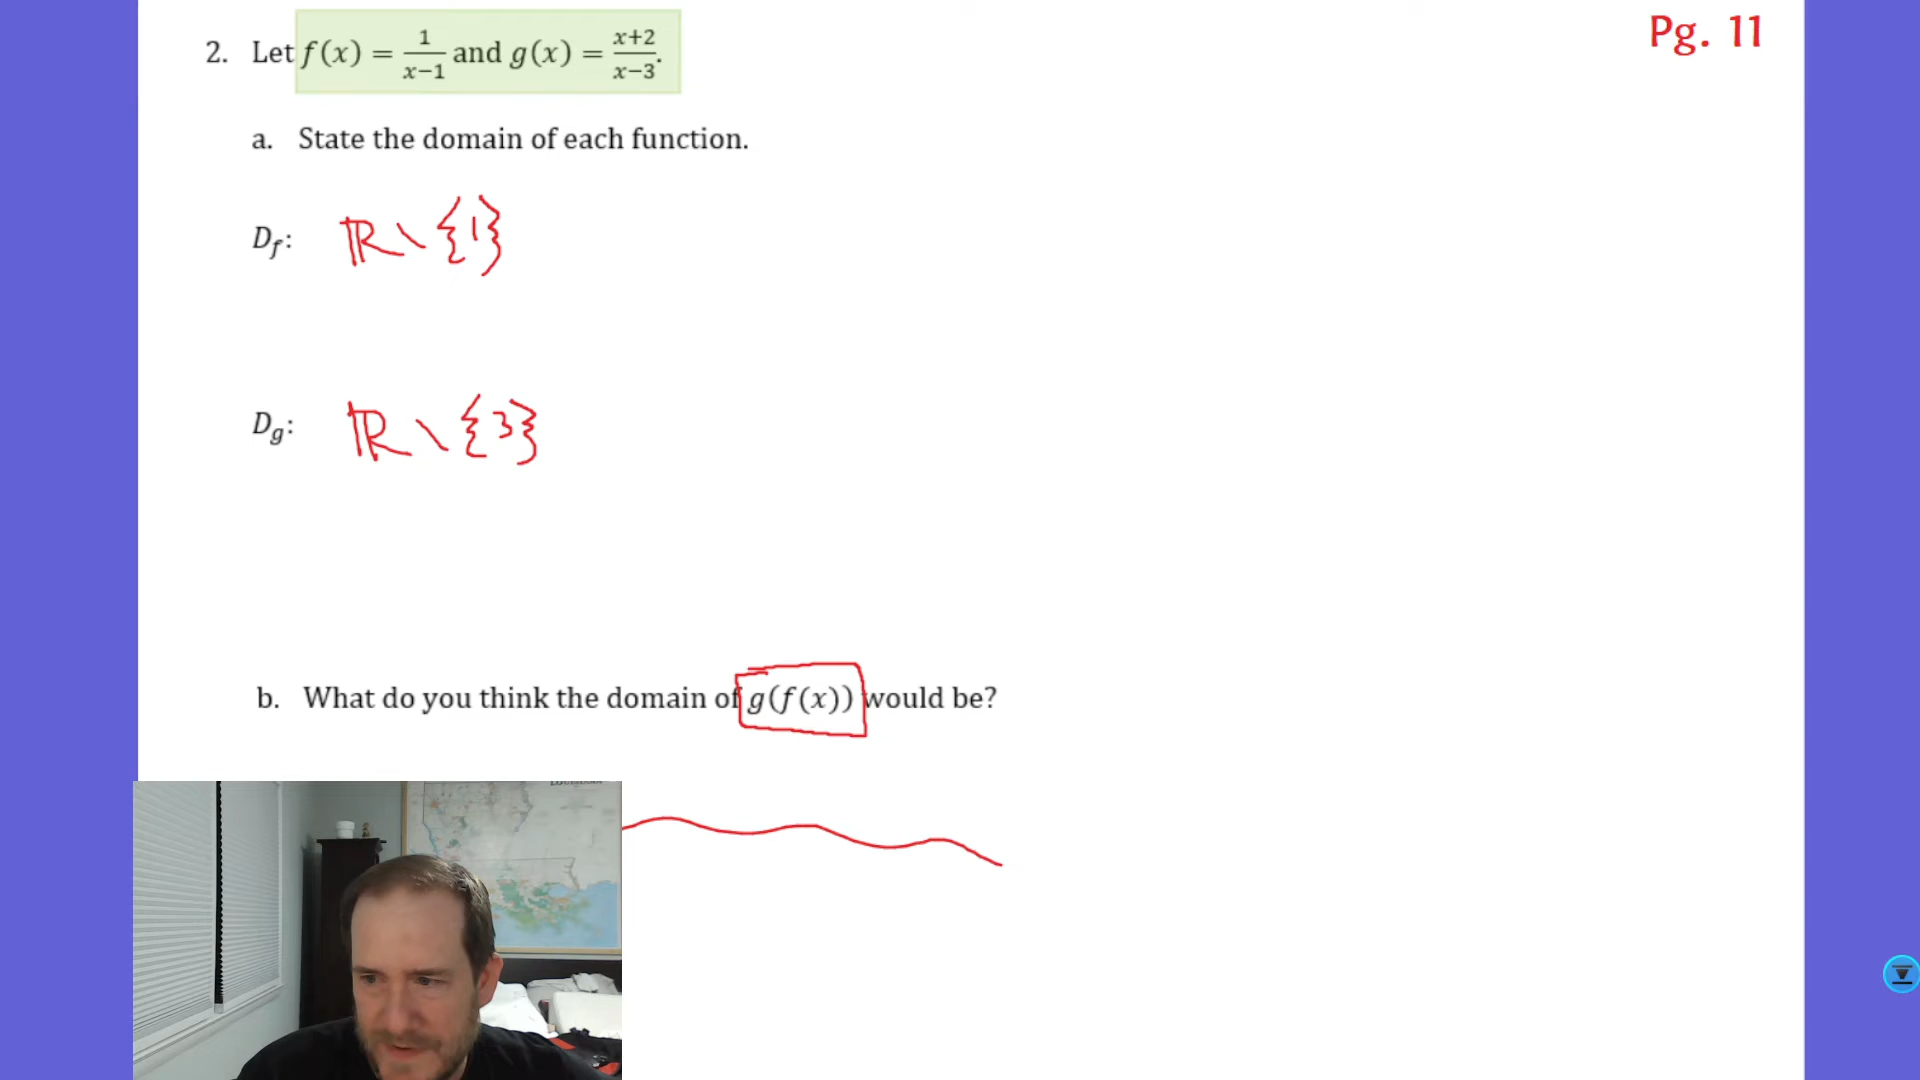 Pg. 11
2. Let f(x) = 1/(x−1) and g(x) = (x+2)/(x−3).
a. State the domain of each function.
D_f: ℝ \ {1}
D_g: ℝ \ {3}
b. What do you think the domain of g(f(x)) would be?